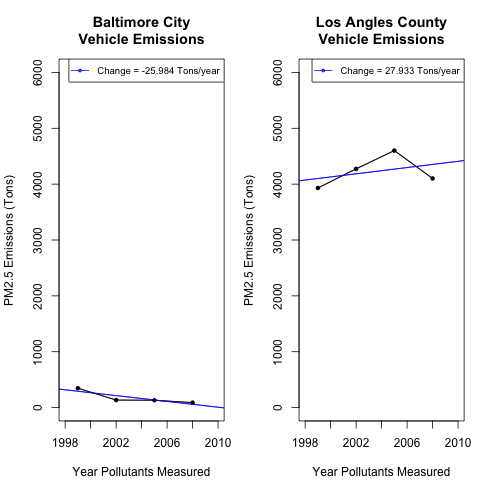 Baltimore City
Vehicle Emissions
Change = -25.984 Tons/year
PM2.5 Emissions (Tons)
6000
5000
4000
3000
2000
1000
0
1998 2002 2006 2010
Year Pollutants Measured
Los Angles County
Vehicle Emissions
Change = 27.933 Tons/year
PM2.5 Emissions (Tons)
6000
5000
4000
3000
2000
1000
0
1998 2002 2006 2010
Year Pollutants Measured